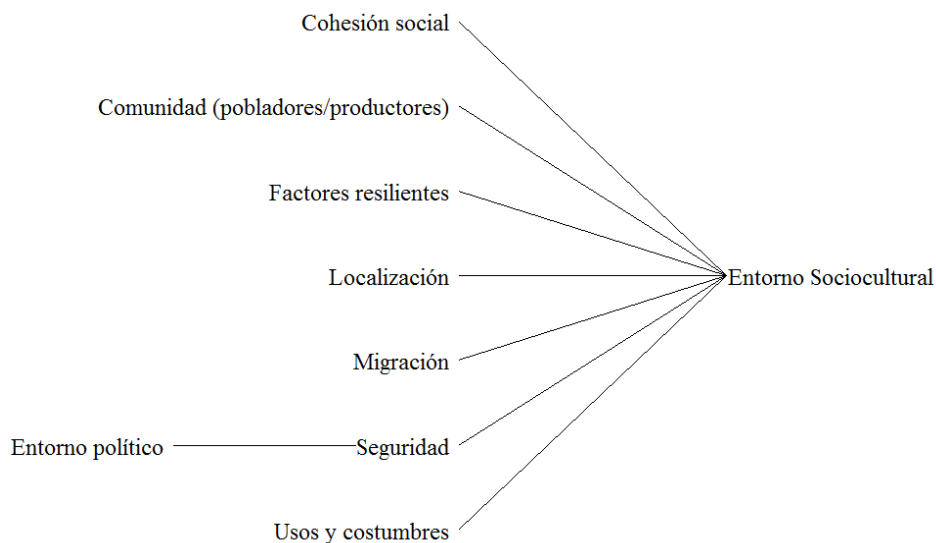 Cohesión social
Comunidad (pobladores/productores)
Factores resilientes
Localización
Entorno Sociocultural
Migración
Entorno político
Seguridad
Usos y costumbres